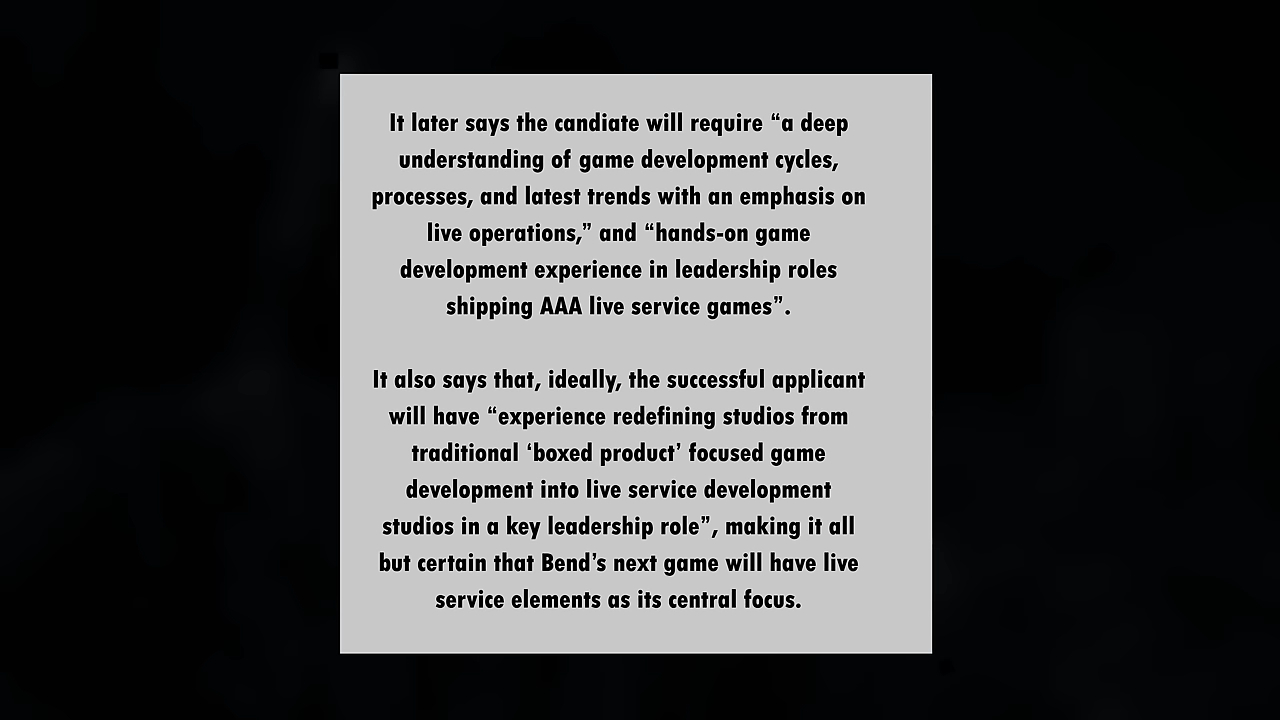 It later says the candiate will require “a deep
understanding of game development cycles,
processes, and latest trends with an emphasis on
live operations,” and “hands-on game
development experience in leadership roles
shipping AAA live service games”.
It also says that, ideally, the successful applicant
will have “experience redefining studios from
traditional ‘boxed product’ focused game
development into live service development
studios in a key leadership role”, making it all
but certain that Bend’s next game will have live
service elements as its central focus.